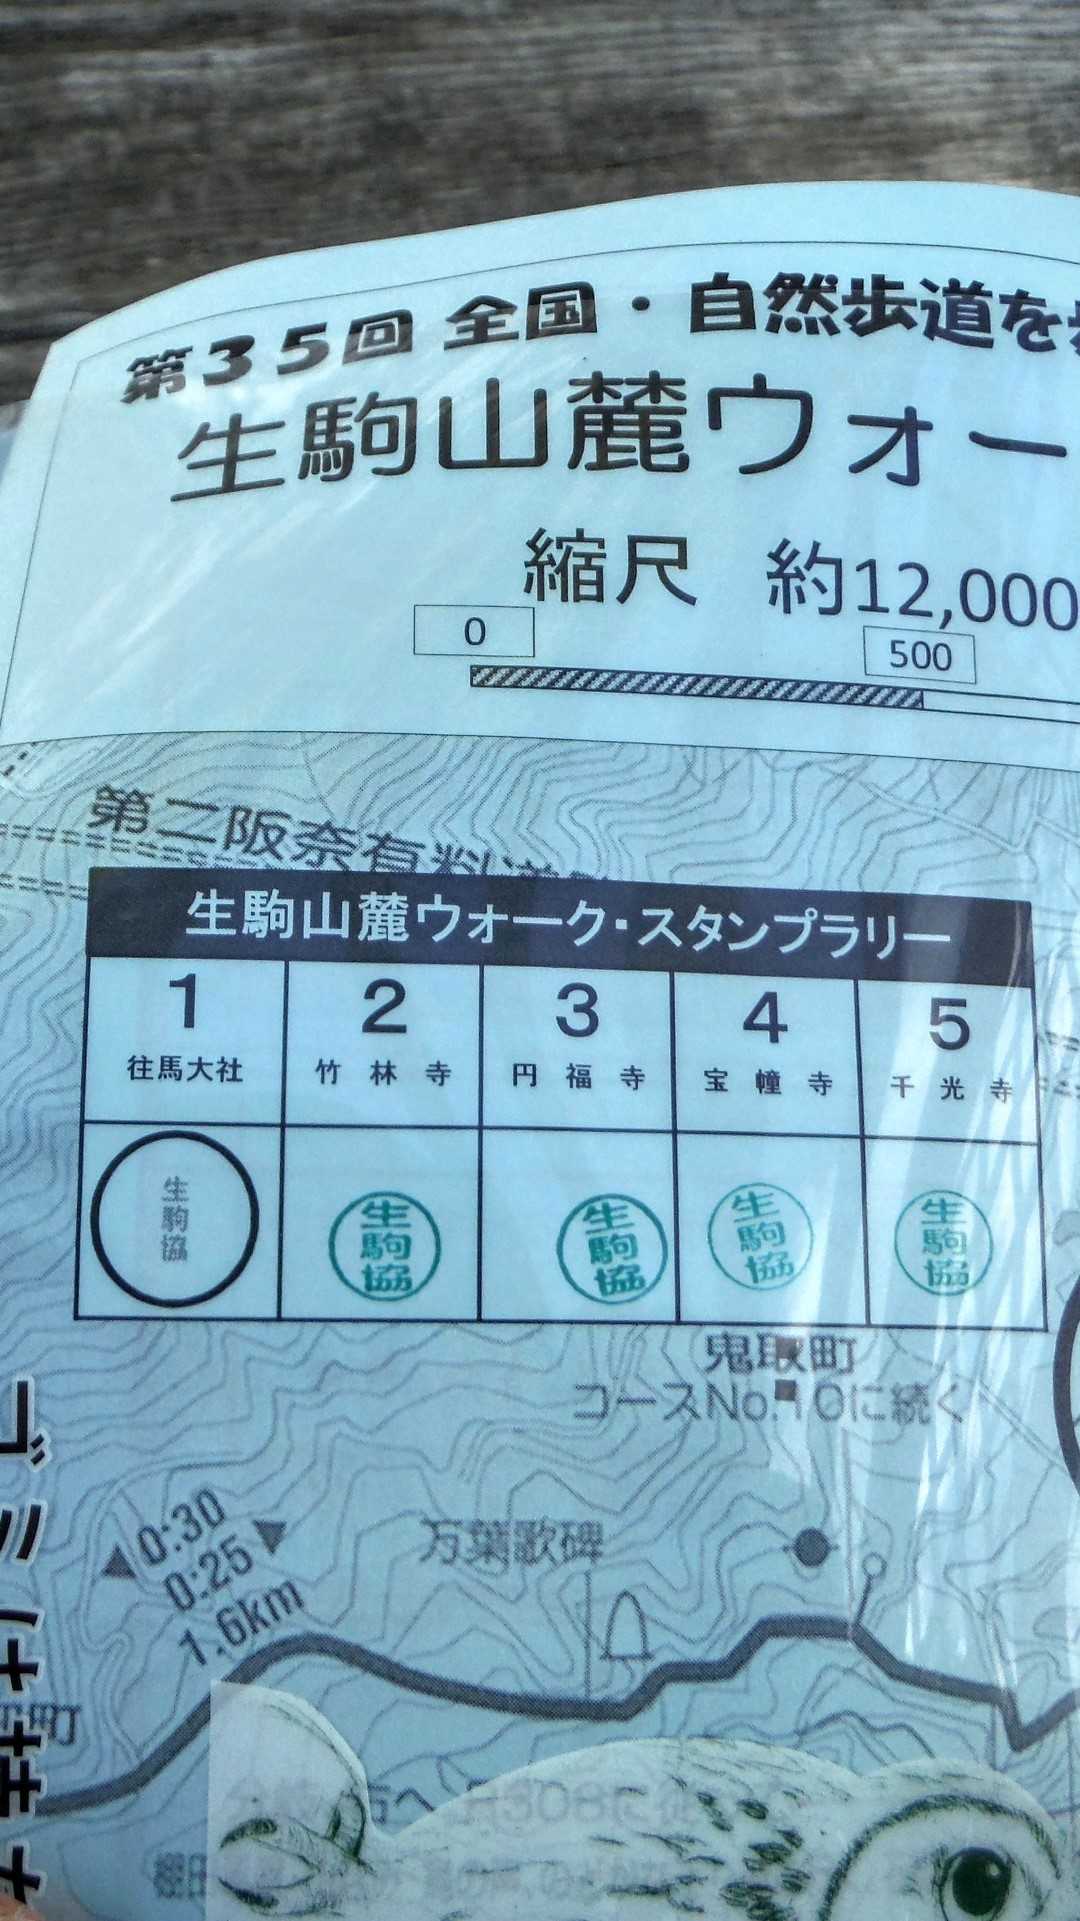 第35回 全国・自然歩道を
生駒山麓ウォー
縮尺 約12,000
0
500
第二阪奈有料道
生駒山麓ウォーク・スタンプラリー
1 2 3 4 5
往馬大社 竹林寺 円福寺 宝幢寺 千光寺
生駒協 生駒協 生駒協 生駒協 生駒協
鬼取町
コースNo.10に続く
0:30
0:25
1.6km
万葉歌碑
町
308
棚田